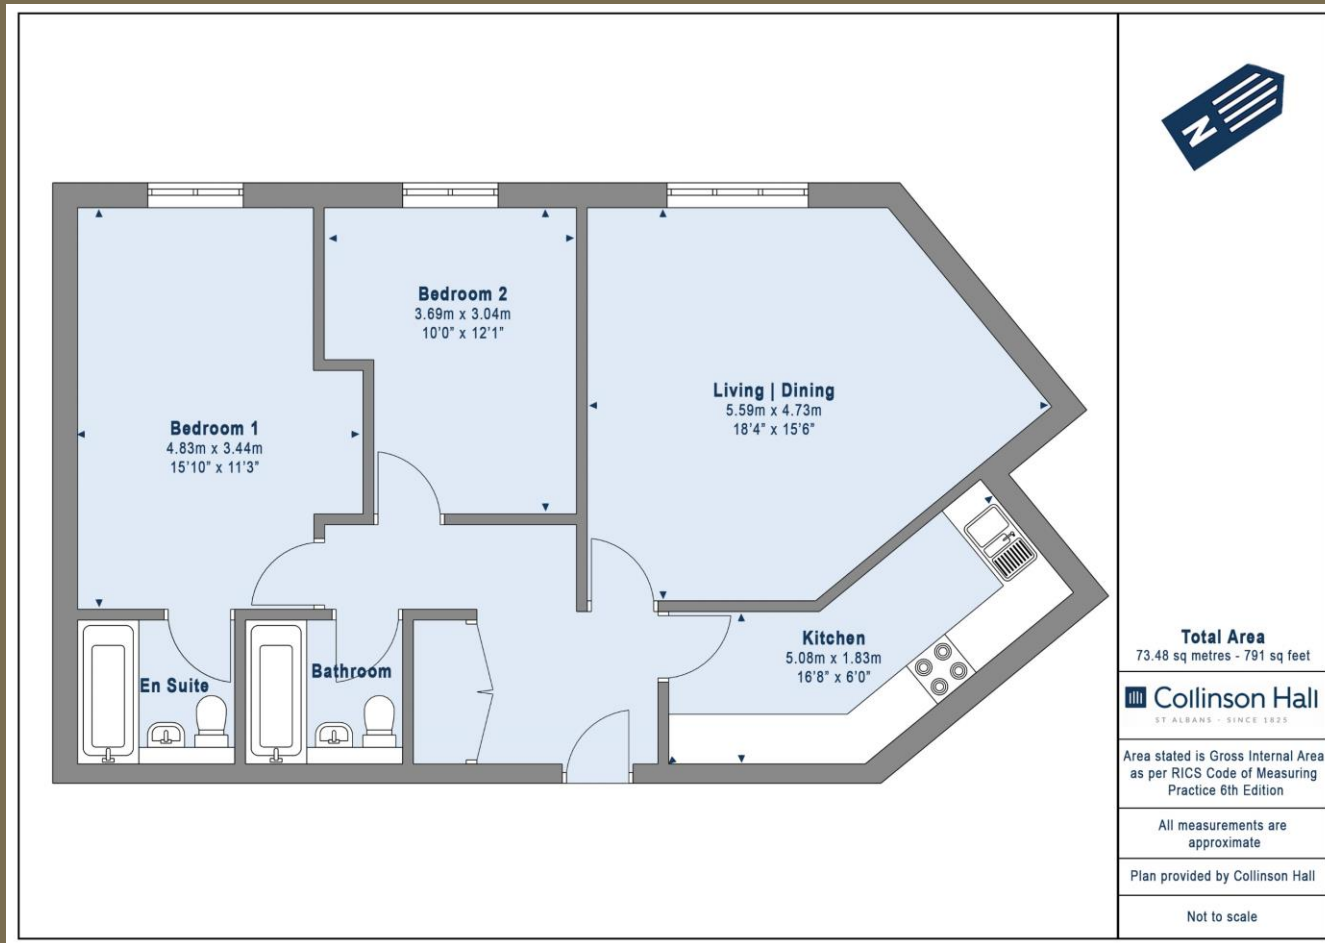 N
Bedroom 2
3.69m x 3.04m
10'0" x 12'1"
Living | Dining
5.59m x 4.73m
18'4" x 15'6"
Bedroom 1
4.83m x 3.44m
15'10" x 11'3"
Kitchen
5.08m x 1.83m
16'8" x 6'0"
Bathroom
En Suite
Total Area
73.48 sq metres - 791 sq feet
Collinson Hall
ST ALBANS - SINCE 1825
Area stated is Gross Internal Area
as per RICS Code of Measuring
Practice 6th Edition
All measurements are
approximate
Plan provided by Collinson Hall
Not to scale